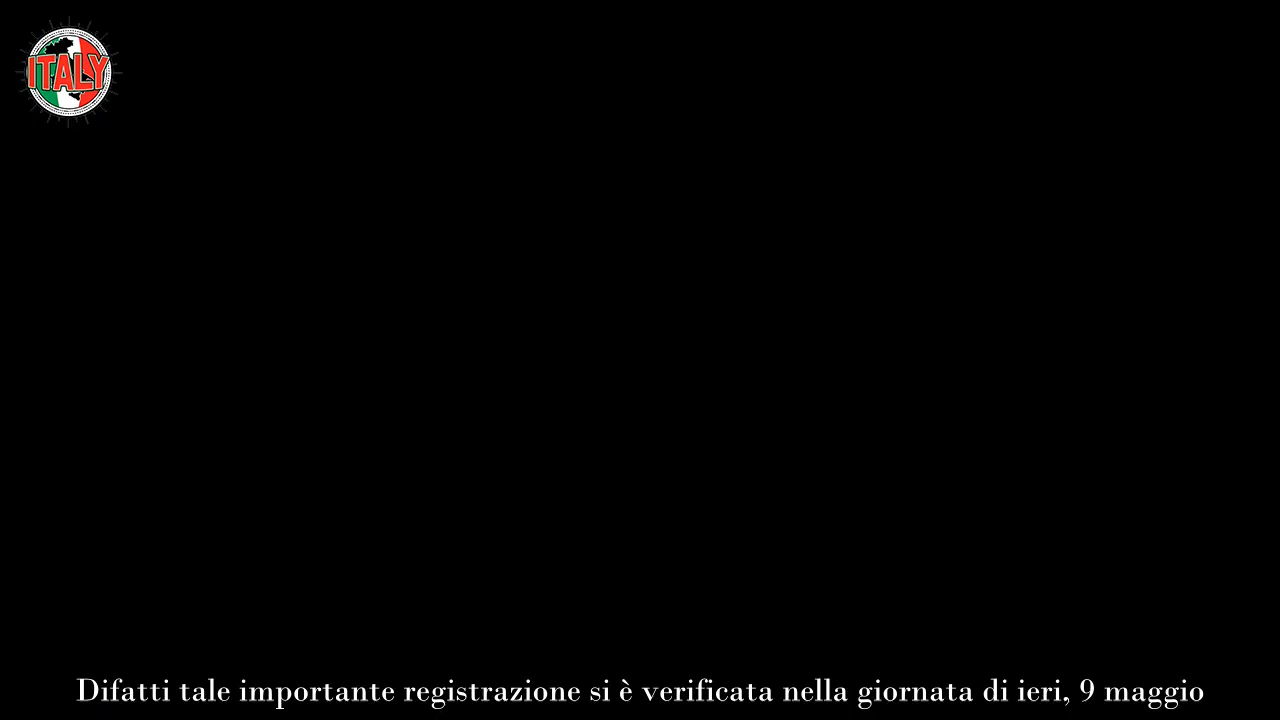 ITALY
Difatti tale importante registrazione si è verificata nella giornata di ieri, 9 maggio